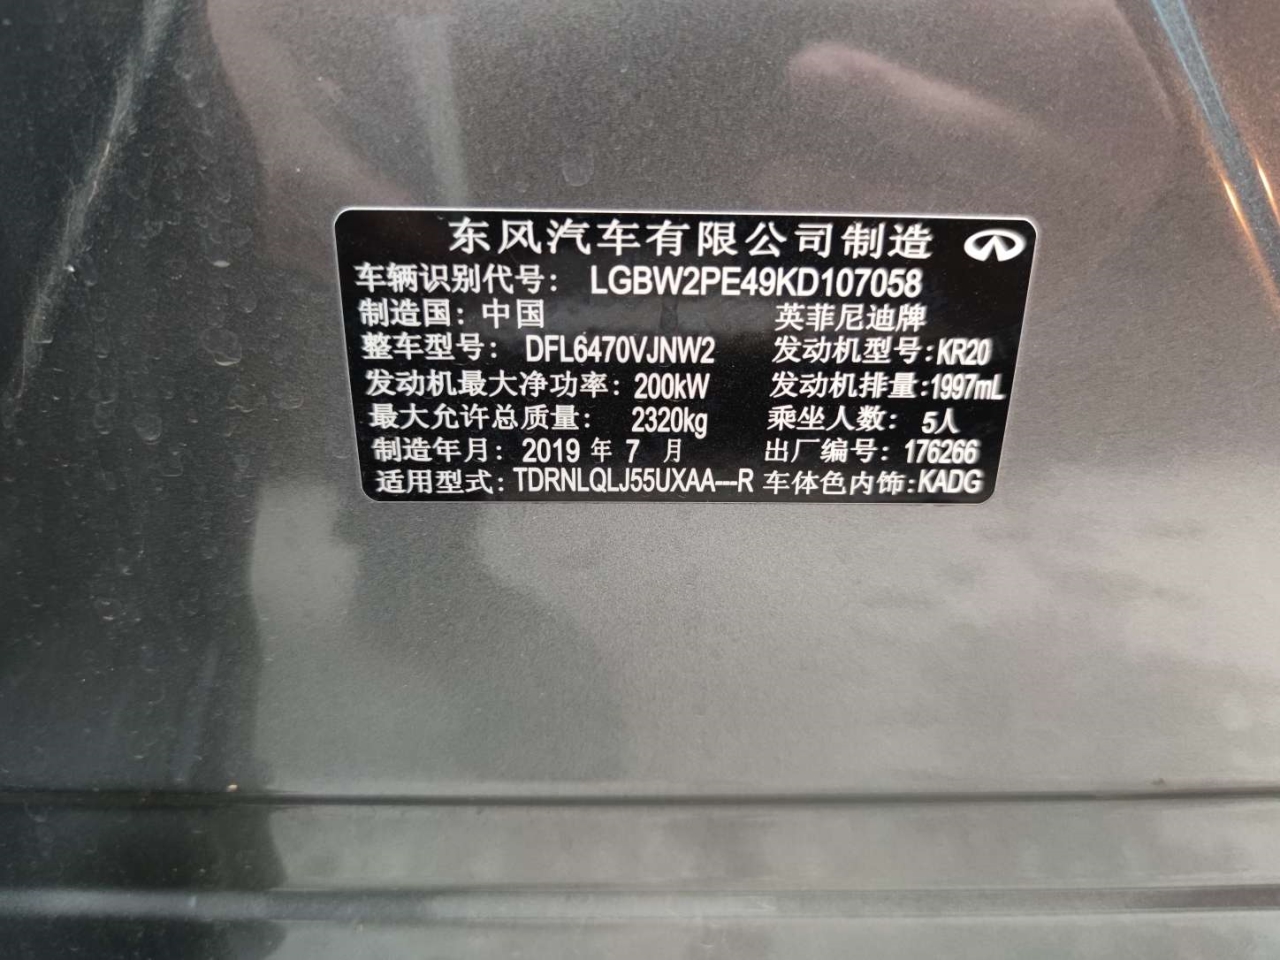 东风汽车有限公司制造
车辆识别代号： LGBW2PE49KD107058
制造国：中国 英菲尼迪牌
整车型号： DFL6470VJNW2 发动机型号:KR20
发动机最大净功率：200kW 发动机排量:1997mL
最大允许总质量： 2320kg 乘坐人数： 5人
制造年月：2019 年 7 月 出厂编号：176266
适用型式：TDRNLQLJ55UXAA---R 车体色内饰:KADG